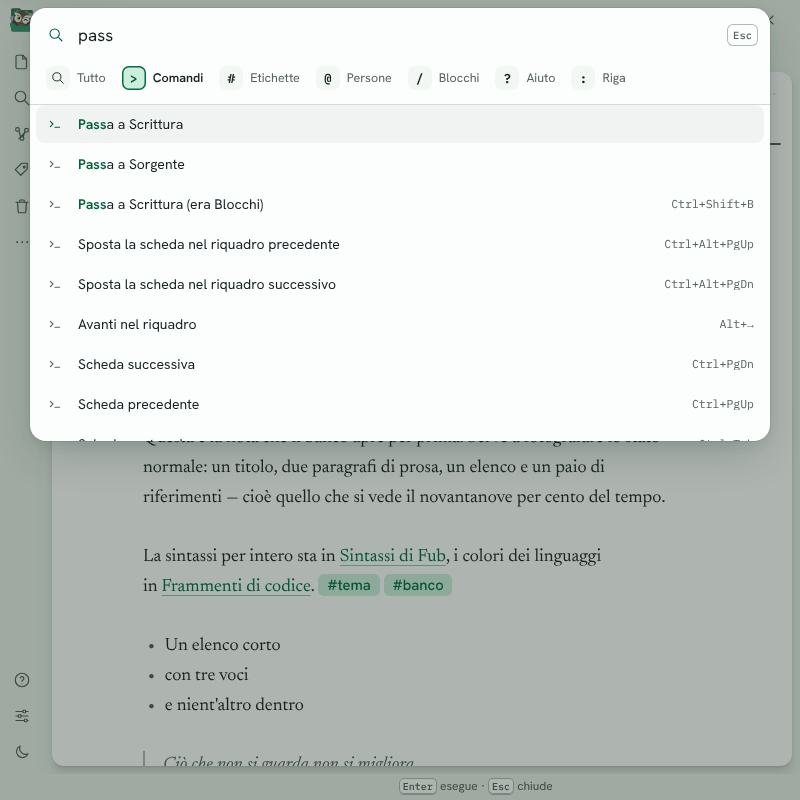 pass
Esc
Tutto
> Comandi
# Etichette
@ Persone
/ Blocchi
? Aiuto
: Riga
>_ Passa a Scrittura
>_ Passa a Sorgente
>_ Passa a Scrittura (era Blocchi) Ctrl+Shift+B
>_ Sposta la scheda nel riquadro precedente Ctrl+Alt+PgUp
>_ Sposta la scheda nel riquadro successivo Ctrl+Alt+PgDn
>_ Avanti nel riquadro Alt+→
>_ Scheda successiva Ctrl+PgDn
>_ Scheda precedente Ctrl+PgUp
normale: un titolo, due paragrafi di prosa, un elenco e un paio di
riferimenti — cioè quello che si vede il novantanove per cento del tempo.
La sintassi per intero sta in Sintassi di Fub, i colori dei linguaggi
in Frammenti di codice. #tema #banco
• Un elenco corto
• con tre voci
• e nient'altro dentro
Ciò che non si guarda non si migliora
Enter esegue · Esc chiude